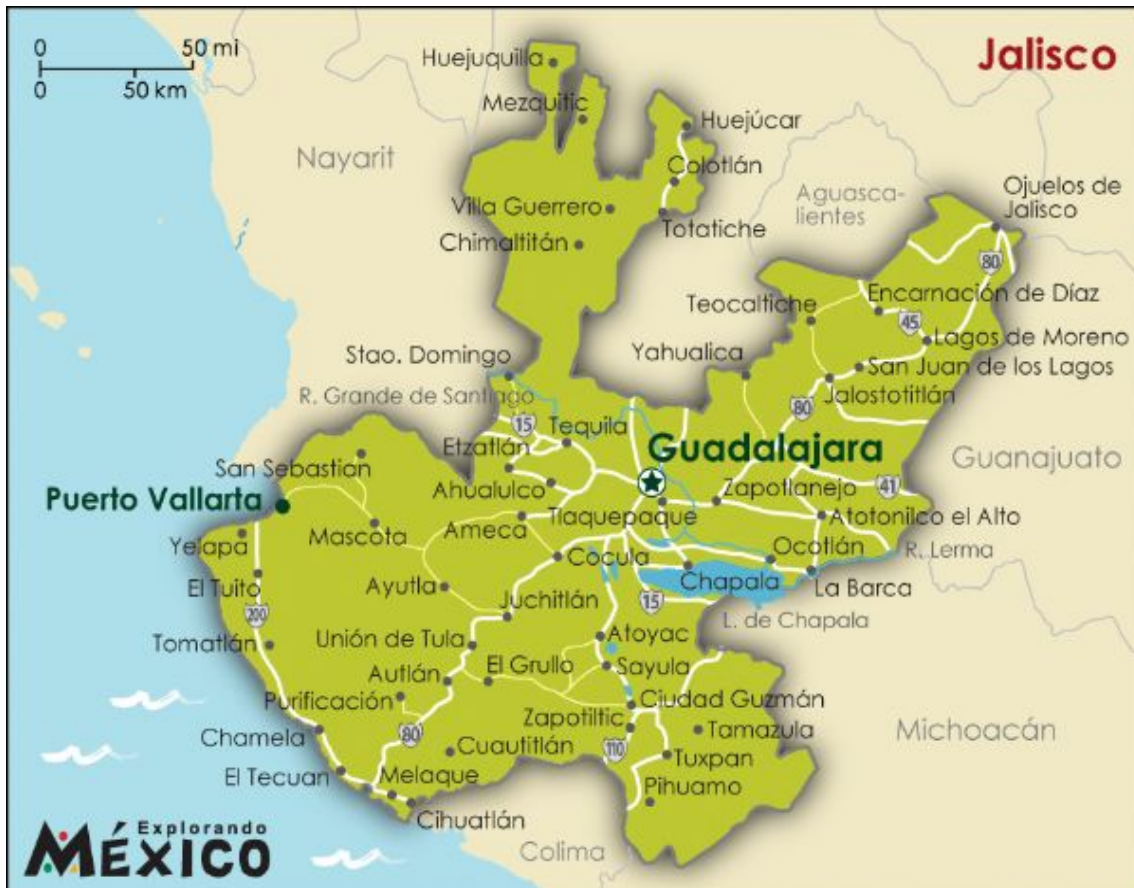 0 50 mi
0 50 km
Jalisco
Huejuquilla
Mezquitic
Huejúcar
Nayarit
Colotlán
Aguasca-
lientes
Ojuelos de
Jalisco
Villa Guerrero
Totatiche
Chimaltitán
80
Teocaltiche
Encarnación de Díaz
45
Lagos de Moreno
Stao. Domingo
Yahualica
San Juan de los Lagos
R. Grande de Santiago
Jalostotitlán
80
15
Tequila
Etzatlán
Guadalajara
Guanajuato
San Sebastian
Puerto Vallarta
Ahualulco
Zapotlanejo
41
Ameca
Tlaquepaque
Atotonilco el Alto
Mascota
Yelapa
Cocula
Ocotlán
R. Lerma
El Tuito
Ayutla
Chapala
La Barca
200
Juchitlán
15
L. de Chapala
Tomatlán
Unión de Tula
Atoyac
Autlán
El Grullo
Sayula
Purificación
Ciudad Guzmán
Chamela
80
Zapotiltic
Tamazula
Michoacán
Cuautitlán
110
Tuxpan
El Tecuan
Melaque
Pihuamo
Cihuatlán
Explorando
MÉXICO
Colima